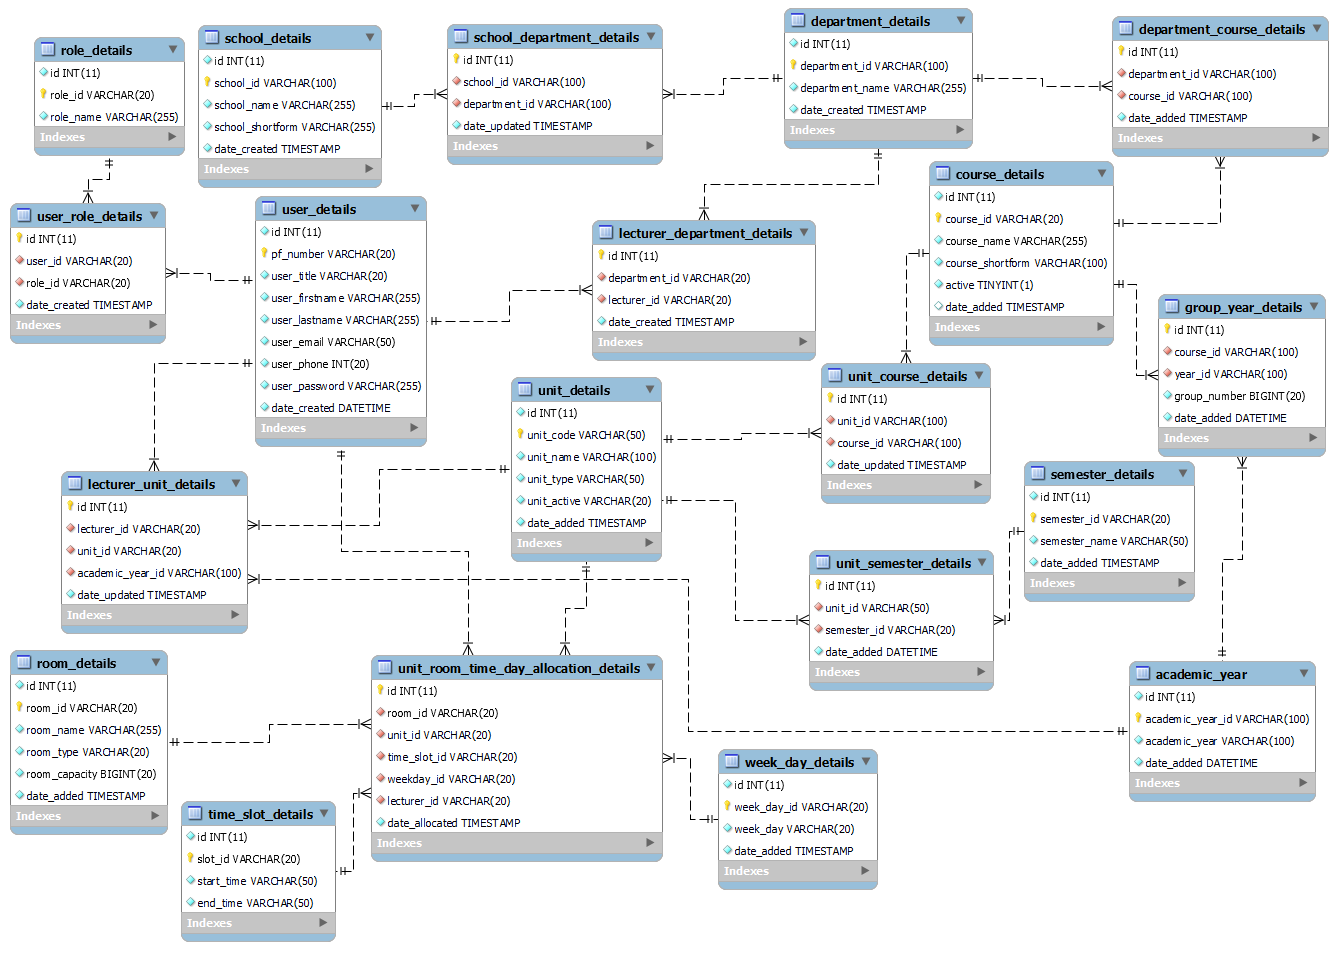 role_details
id INT(11)
role_id VARCHAR(20)
role_name VARCHAR(255)
Indexes
school_details
id INT(11)
school_id VARCHAR(100)
school_name VARCHAR(255)
school_shortform VARCHAR(255)
date_created TIMESTAMP
Indexes
school_department_details
id INT(11)
school_id VARCHAR(100)
department_id VARCHAR(100)
date_updated TIMESTAMP
Indexes
department_details
id INT(11)
department_id VARCHAR(100)
department_name VARCHAR(255)
date_created TIMESTAMP
Indexes
department_course_details
id INT(11)
department_id VARCHAR(100)
course_id VARCHAR(100)
date_added TIMESTAMP
Indexes
user_role_details
id INT(11)
user_id VARCHAR(20)
role_id VARCHAR(20)
date_created TIMESTAMP
Indexes
user_details
id INT(11)
pf_number VARCHAR(20)
user_title VARCHAR(20)
user_firstname VARCHAR(255)
user_lastname VARCHAR(255)
user_email VARCHAR(50)
user_phone INT(20)
user_password VARCHAR(255)
date_created DATETIME
Indexes
lecturer_department_details
id INT(11)
department_id VARCHAR(20)
lecturer_id VARCHAR(20)
date_created TIMESTAMP
Indexes
course_details
id INT(11)
course_id VARCHAR(20)
course_name VARCHAR(255)
course_shortform VARCHAR(100)
active TINYINT(1)
date_added TIMESTAMP
Indexes
group_year_details
id INT(11)
course_id VARCHAR(100)
year_id VARCHAR(100)
group_number BIGINT(20)
date_added DATETIME
Indexes
unit_details
id INT(11)
unit_code VARCHAR(50)
unit_name VARCHAR(100)
unit_type VARCHAR(50)
unit_active VARCHAR(20)
date_added TIMESTAMP
Indexes
unit_course_details
id INT(11)
unit_id VARCHAR(100)
course_id VARCHAR(100)
date_updated TIMESTAMP
Indexes
lecturer_unit_details
id INT(11)
lecturer_id VARCHAR(20)
unit_id VARCHAR(20)
academic_year_id VARCHAR(100)
date_updated TIMESTAMP
Indexes
semester_details
id INT(11)
semester_id VARCHAR(20)
semester_name VARCHAR(50)
date_added TIMESTAMP
Indexes
unit_semester_details
id INT(11)
unit_id VARCHAR(50)
semester_id VARCHAR(20)
date_added DATETIME
Indexes
room_details
id INT(11)
room_id VARCHAR(20)
room_name VARCHAR(255)
room_type VARCHAR(20)
room_capacity BIGINT(20)
date_added TIMESTAMP
Indexes
unit_room_time_day_allocation_details
id INT(11)
room_id VARCHAR(20)
unit_id VARCHAR(20)
time_slot_id VARCHAR(20)
weekday_id VARCHAR(20)
lecturer_id VARCHAR(20)
date_allocated TIMESTAMP
Indexes
academic_year
id INT(11)
academic_year_id VARCHAR(100)
academic_year VARCHAR(100)
date_added DATETIME
Indexes
week_day_details
id INT(11)
week_day_id VARCHAR(20)
week_day VARCHAR(20)
date_added TIMESTAMP
Indexes
time_slot_details
id INT(11)
slot_id VARCHAR(20)
start_time VARCHAR(50)
end_time VARCHAR(50)
Indexes